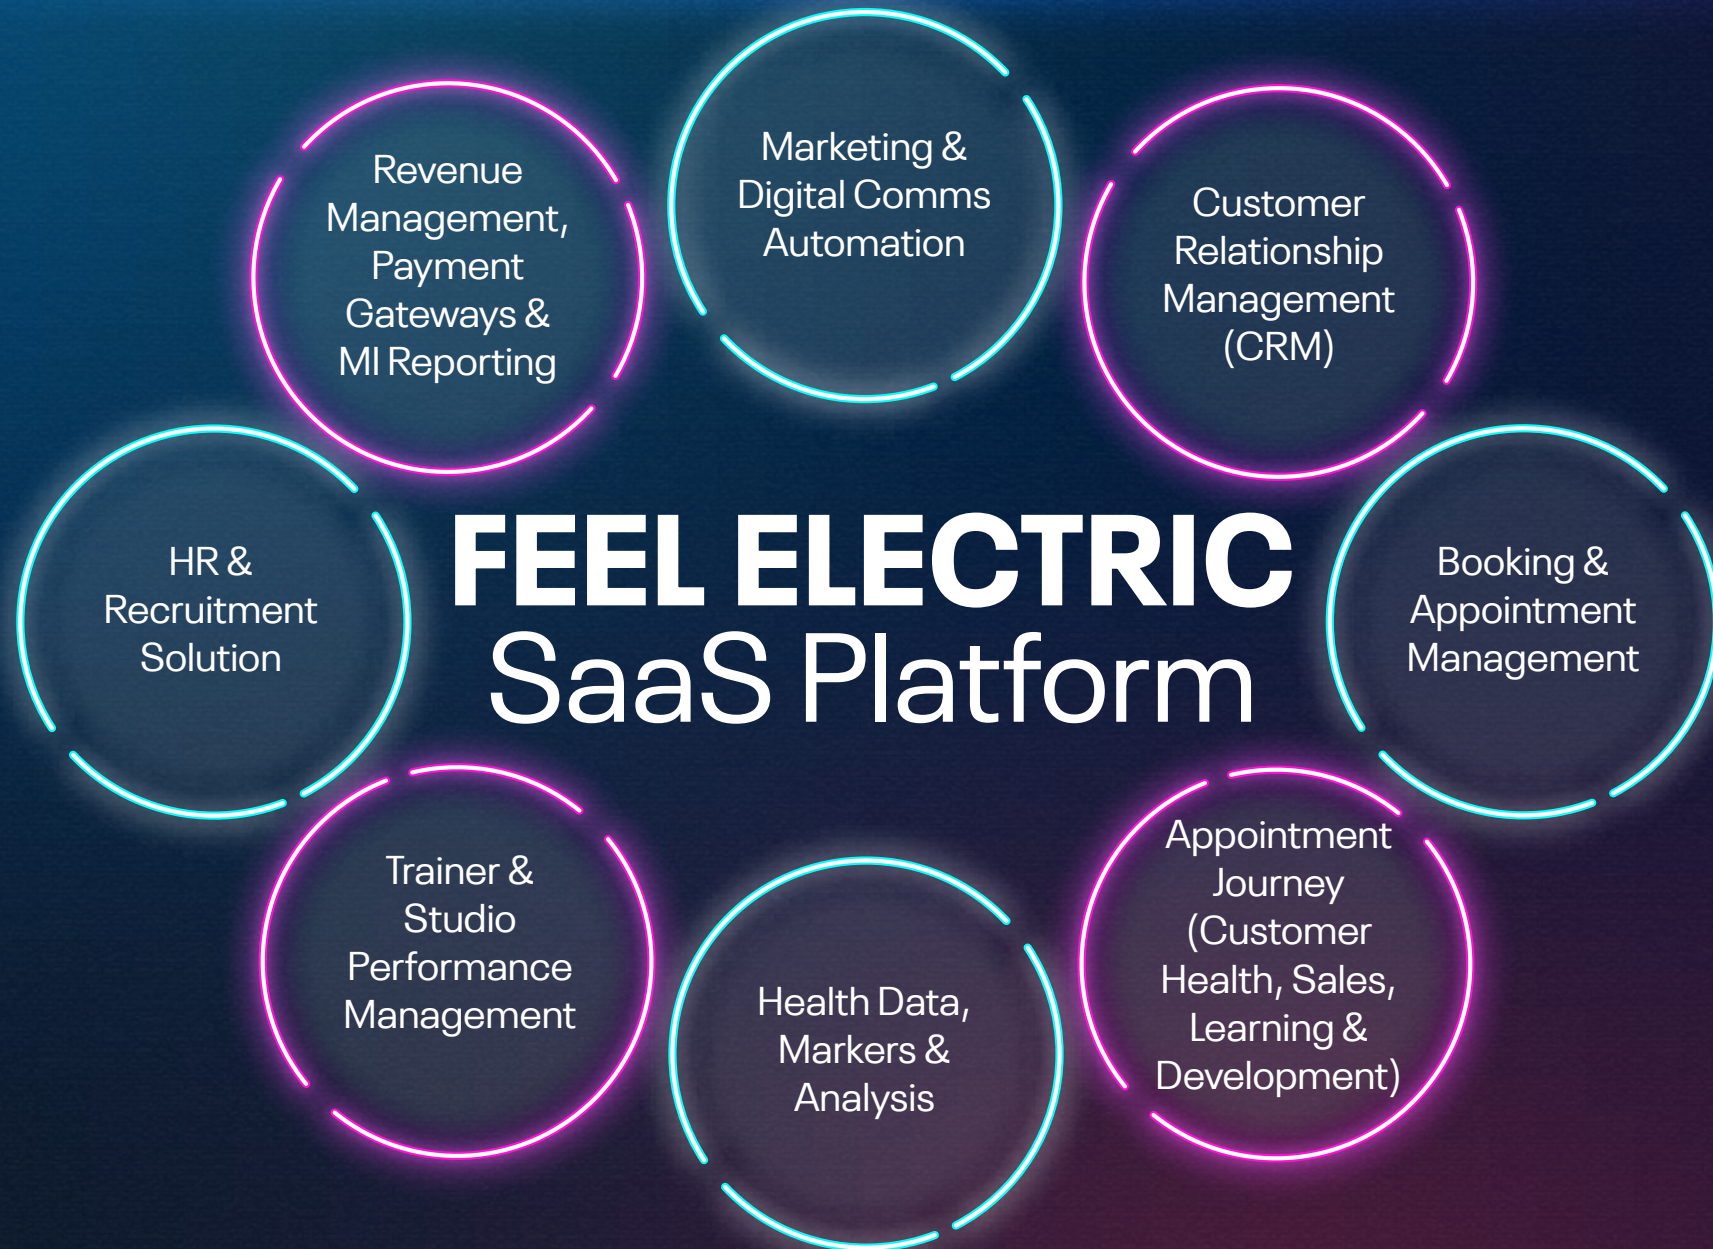 Marketing &
Digital Comms
Automation
Revenue
Management,
Payment
Gateways &
MI Reporting
Customer
Relationship
Management
(CRM)
HR &
Recruitment
Solution
FEEL ELECTRIC
SaaS Platform
Booking &
Appointment
Management
Trainer &
Studio
Performance
Management
Health Data,
Markers &
Analysis
Appointment
Journey
(Customer
Health, Sales,
Learning &
Development)